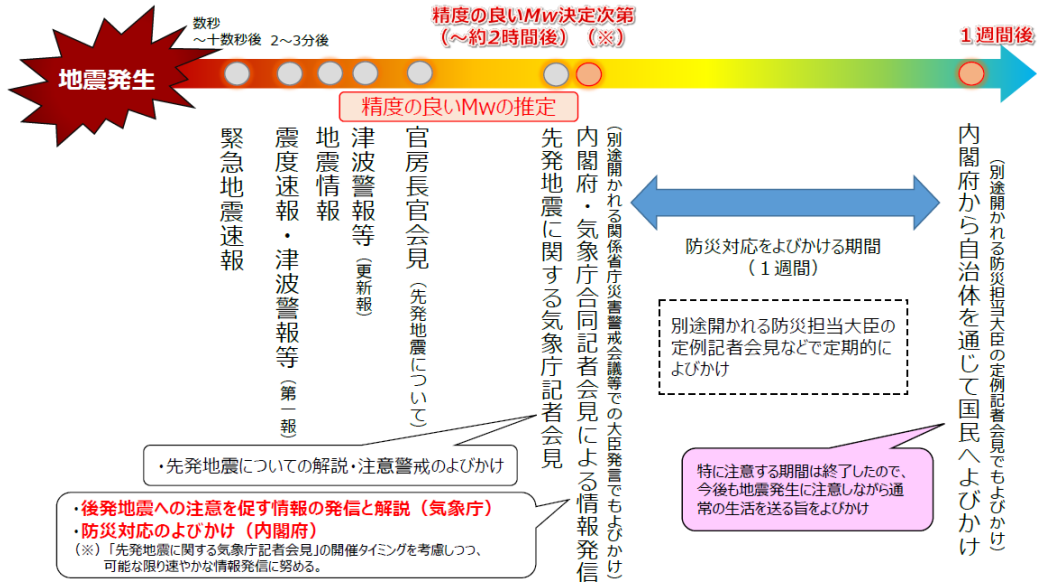 地震発生
数秒
～十数秒後
2～3分後
精度の良いMw決定次第
（～約2時間後）（※）
１週間後
精度の良いMwの推定
緊急地震速報
震度速報・津波警報等（第一報）
地震情報
津波警報等（更新報）
官房長官会見（先発地震について）
先発地震に関する気象庁記者会見
内閣府・気象庁合同記者会見による情報発信
（別途開かれる関係省庁災害警戒会議等での大臣発言でもよびかけ）
防災対応をよびかける期間
（１週間）
別途開かれる防災担当大臣の
定例記者会見などで定期的に
よびかけ
内閣府から自治体を通じて国民へよびかけ
（別途開かれる防災担当大臣の定例記者会見でもよびかけ）
・先発地震についての解説・注意警戒のよびかけ
・後発地震への注意を促す情報の発信と解説（気象庁）
・防災対応のよびかけ（内閣府）
（※）「先発地震に関する気象庁記者会見」の開催タイミングを考慮しつつ、
可能な限り速やかな情報発信に努める。
特に注意する期間は終了したので、
今後も地震発生に注意しながら通
常の生活を送る旨をよびかけ